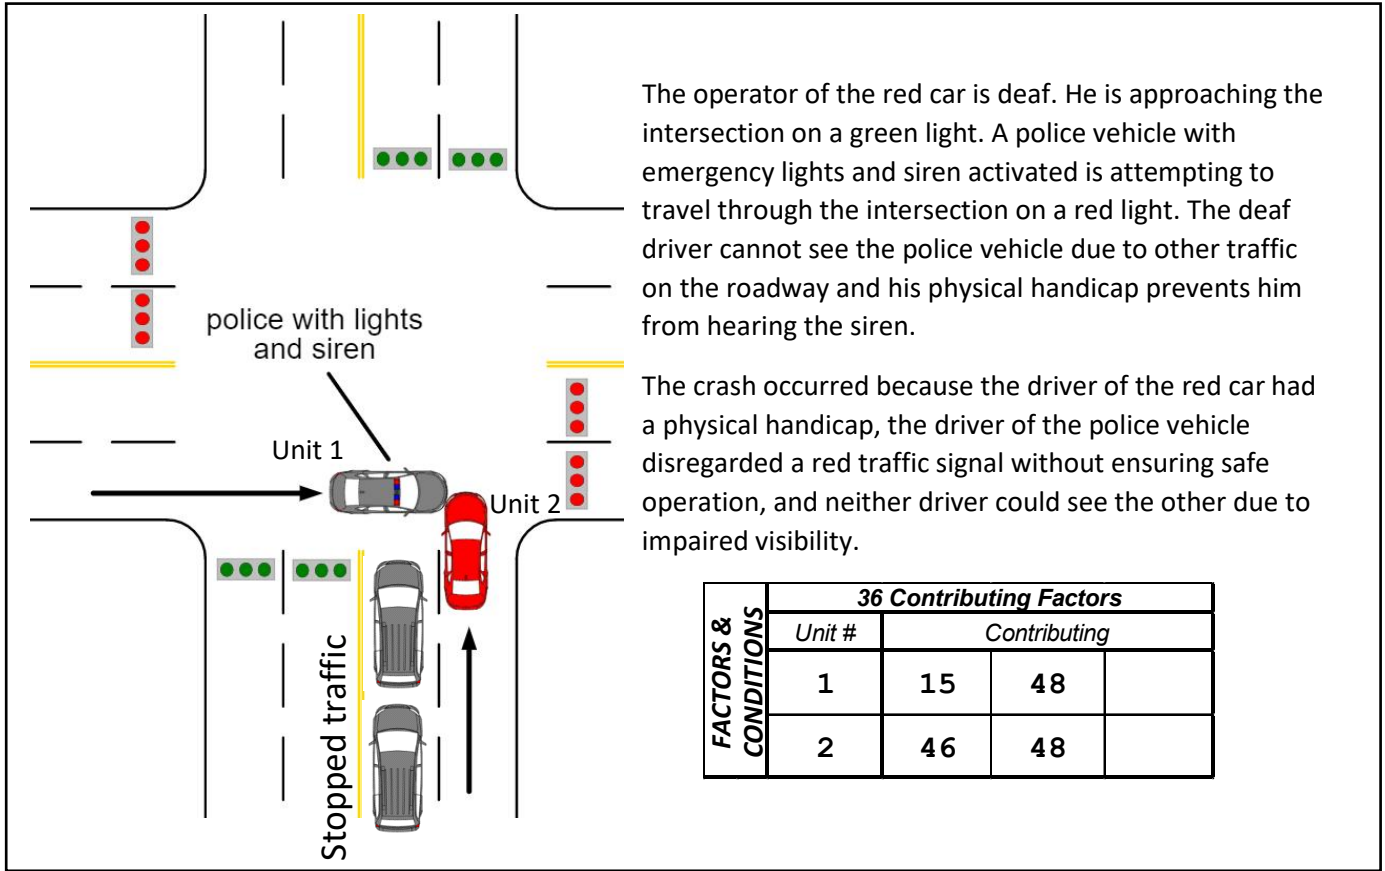 The operator of the red car is deaf. He is approaching the
intersection on a green light. A police vehicle with
emergency lights and siren activated is attempting to
travel through the intersection on a red light. The deaf
driver cannot see the police vehicle due to other traffic
on the roadway and his physical handicap prevents him
from hearing the siren.
The crash occurred because the driver of the red car had
a physical handicap, the driver of the police vehicle
disregarded a red traffic signal without ensuring safe
operation, and neither driver could see the other due to
impaired visibility.
police with lights
and siren
Unit 1
Unit 2
Stopped traffic
FACTORS &
CONDITIONS
36 Contributing Factors
Unit # Contributing
1 15 48
2 46 48